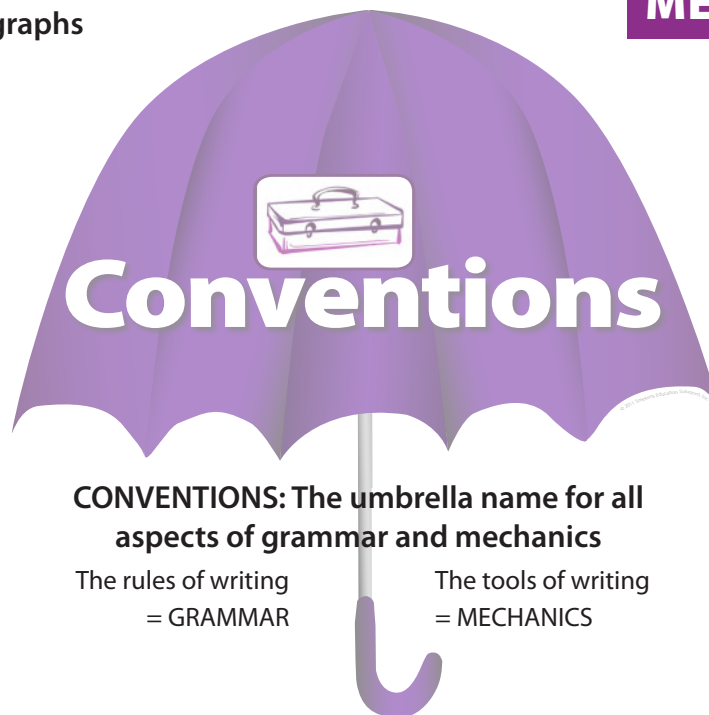 graphs
ME
Conventions
CONVENTIONS: The umbrella name for all
aspects of grammar and mechanics
The rules of writing
= GRAMMAR
The tools of writing
= MECHANICS